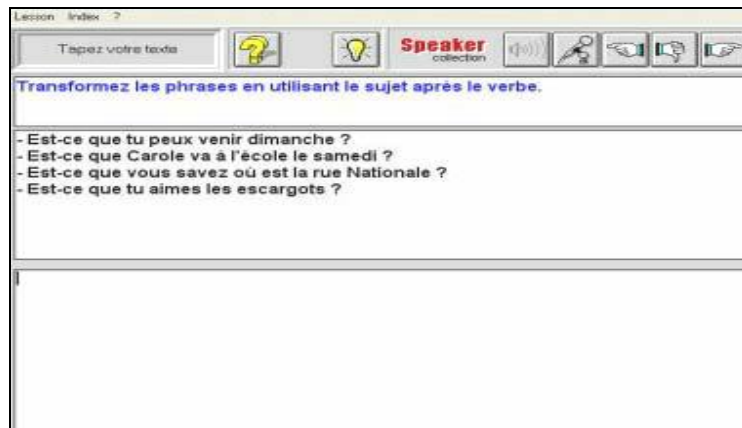 Lesson Index ?
Tapez votre texte
Speaker
collection
Transformez les phrases en utilisant le sujet après le verbe.
- Est-ce que tu peux venir dimanche ?
- Est-ce que Carole va à l'école le samedi ?
- Est-ce que vous savez où est la rue Nationale ?
- Est-ce que tu aimes les escargots ?